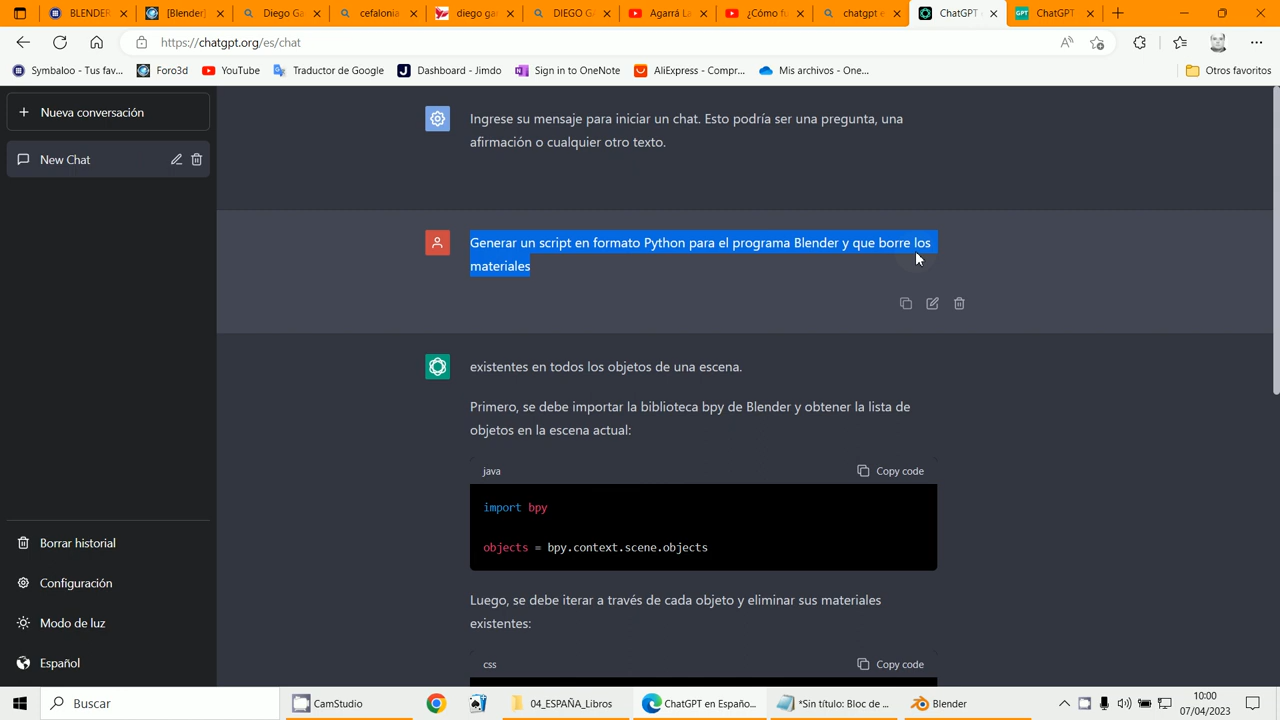 BLENDER
[Blender]
Diego Ga
cefalonia
diego gar
DIEGO GA
Agarrá La
¿Cómo fu
chatgpt e
ChatGPT
GPT
ChatGPT
https://chatgpt.org/es/chat
Symbaloo - Tus fav...
Foro3d
YouTube
Traductor de Google
Dashboard - Jimdo
Sign in to OneNote
AliExpress - Compr...
Mis archivos - One...
Otros favoritos
Nueva conversación
New Chat
Borrar historial
Configuración
Modo de luz
Español
Ingrese su mensaje para iniciar un chat. Esto podría ser una pregunta, una
afirmación o cualquier otro texto.
Generar un script en formato Python para el programa Blender y que borre los
materiales
existentes en todos los objetos de una escena.
Primero, se debe importar la biblioteca bpy de Blender y obtener la lista de
objetos en la escena actual:
java
Copy code
import bpy
objects = bpy.context.scene.objects
Luego, se debe iterar a través de cada objeto y eliminar sus materiales
existentes:
css
Copy code
Buscar
CamStudio
04_ESPAÑA_Libros
ChatGPT en Españo...
*Sin título: Bloc de ...
Blender
10:00
07/04/2023